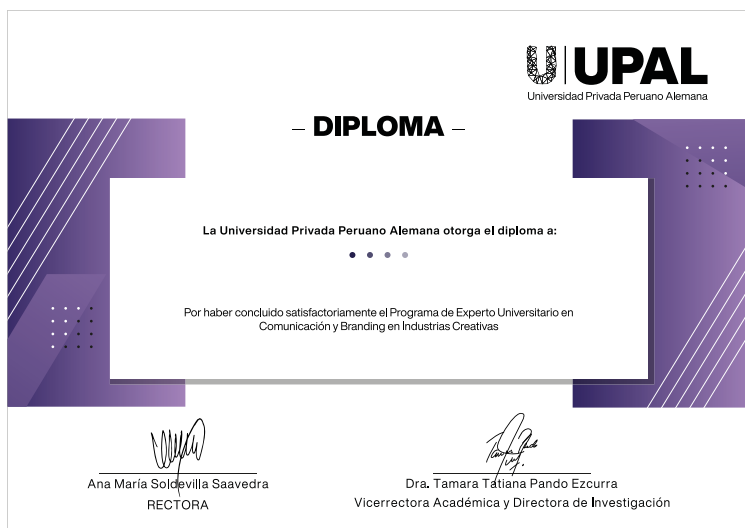 UPAL
Universidad Privada Peruano Alemana
– DIPLOMA –
La Universidad Privada Peruano Alemana otorga el diploma a:
Por haber concluido satisfactoriamente el Programa de Experto Universitario en
Comunicación y Branding en Industrias Creativas
Ana María Soldevilla Saavedra
RECTORA
Dra. Tamara Tatiana Pando Ezcurra
Vicerrectora Académica y Directora de Investigación